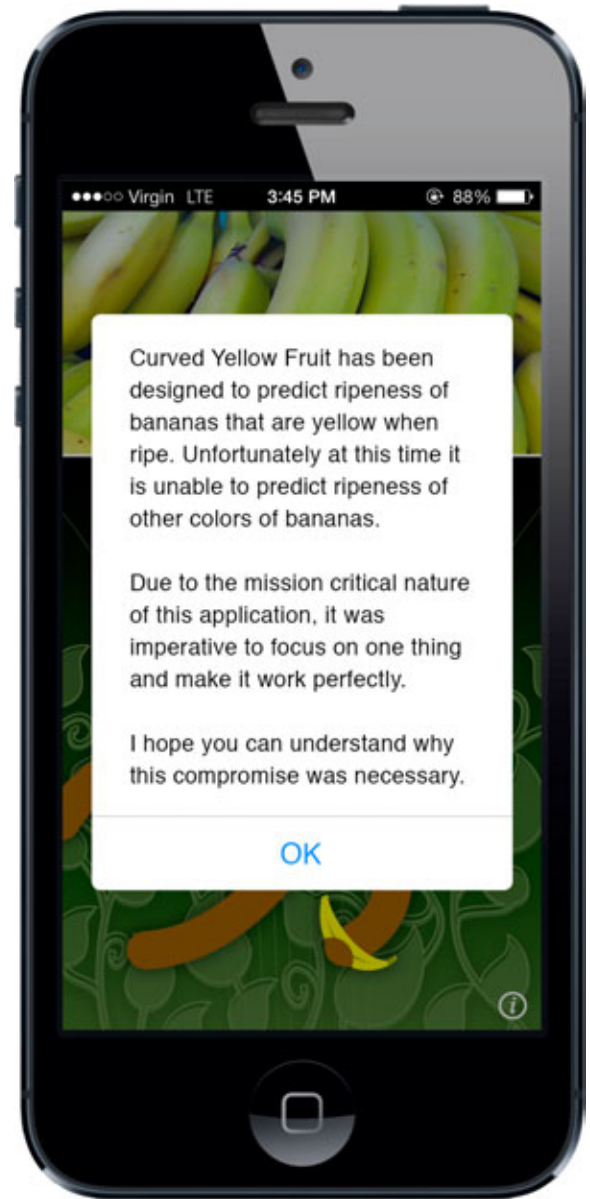 Virgin LTE 3:45 PM 88%
Curved Yellow Fruit has been
designed to predict ripeness of
bananas that are yellow when
ripe. Unfortunately at this time it
is unable to predict ripeness of
other colors of bananas.
Due to the mission critical nature
of this application, it was
imperative to focus on one thing
and make it work perfectly.
I hope you can understand why
this compromise was necessary.
OK
i